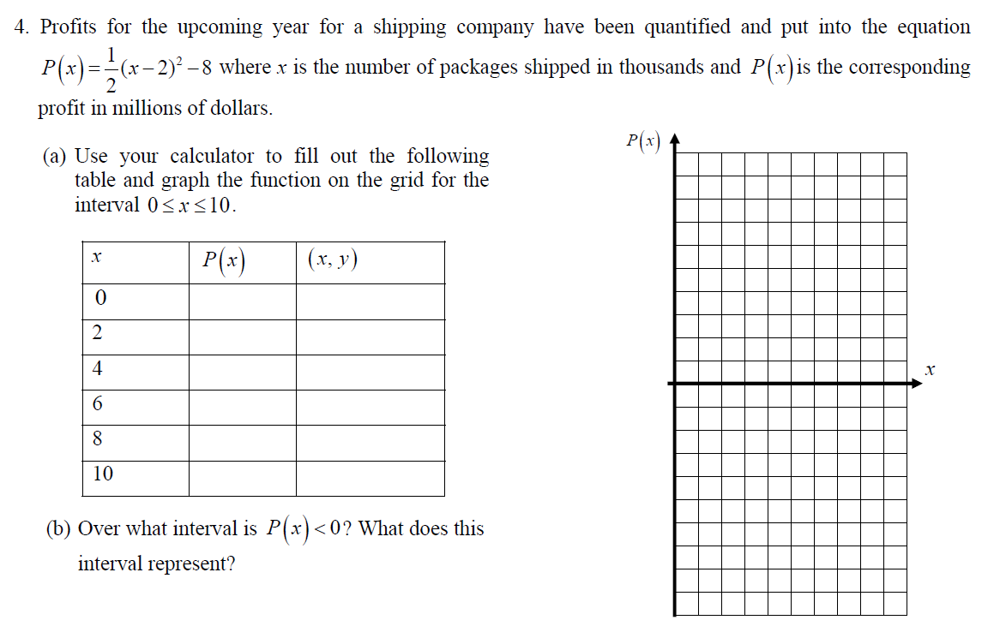 4. Profits for the upcoming year for a shipping company have been quantified and put into the equation
P(x) = 1/2 (x − 2)² − 8 where x is the number of packages shipped in thousands and P(x) is the corresponding
profit in millions of dollars.
(a) Use your calculator to fill out the following
table and graph the function on the grid for the
interval 0 ≤ x ≤ 10.
x P(x) (x, y)
0
2
4
6
8
10
(b) Over what interval is P(x) < 0? What does this
interval represent?
P(x)
x